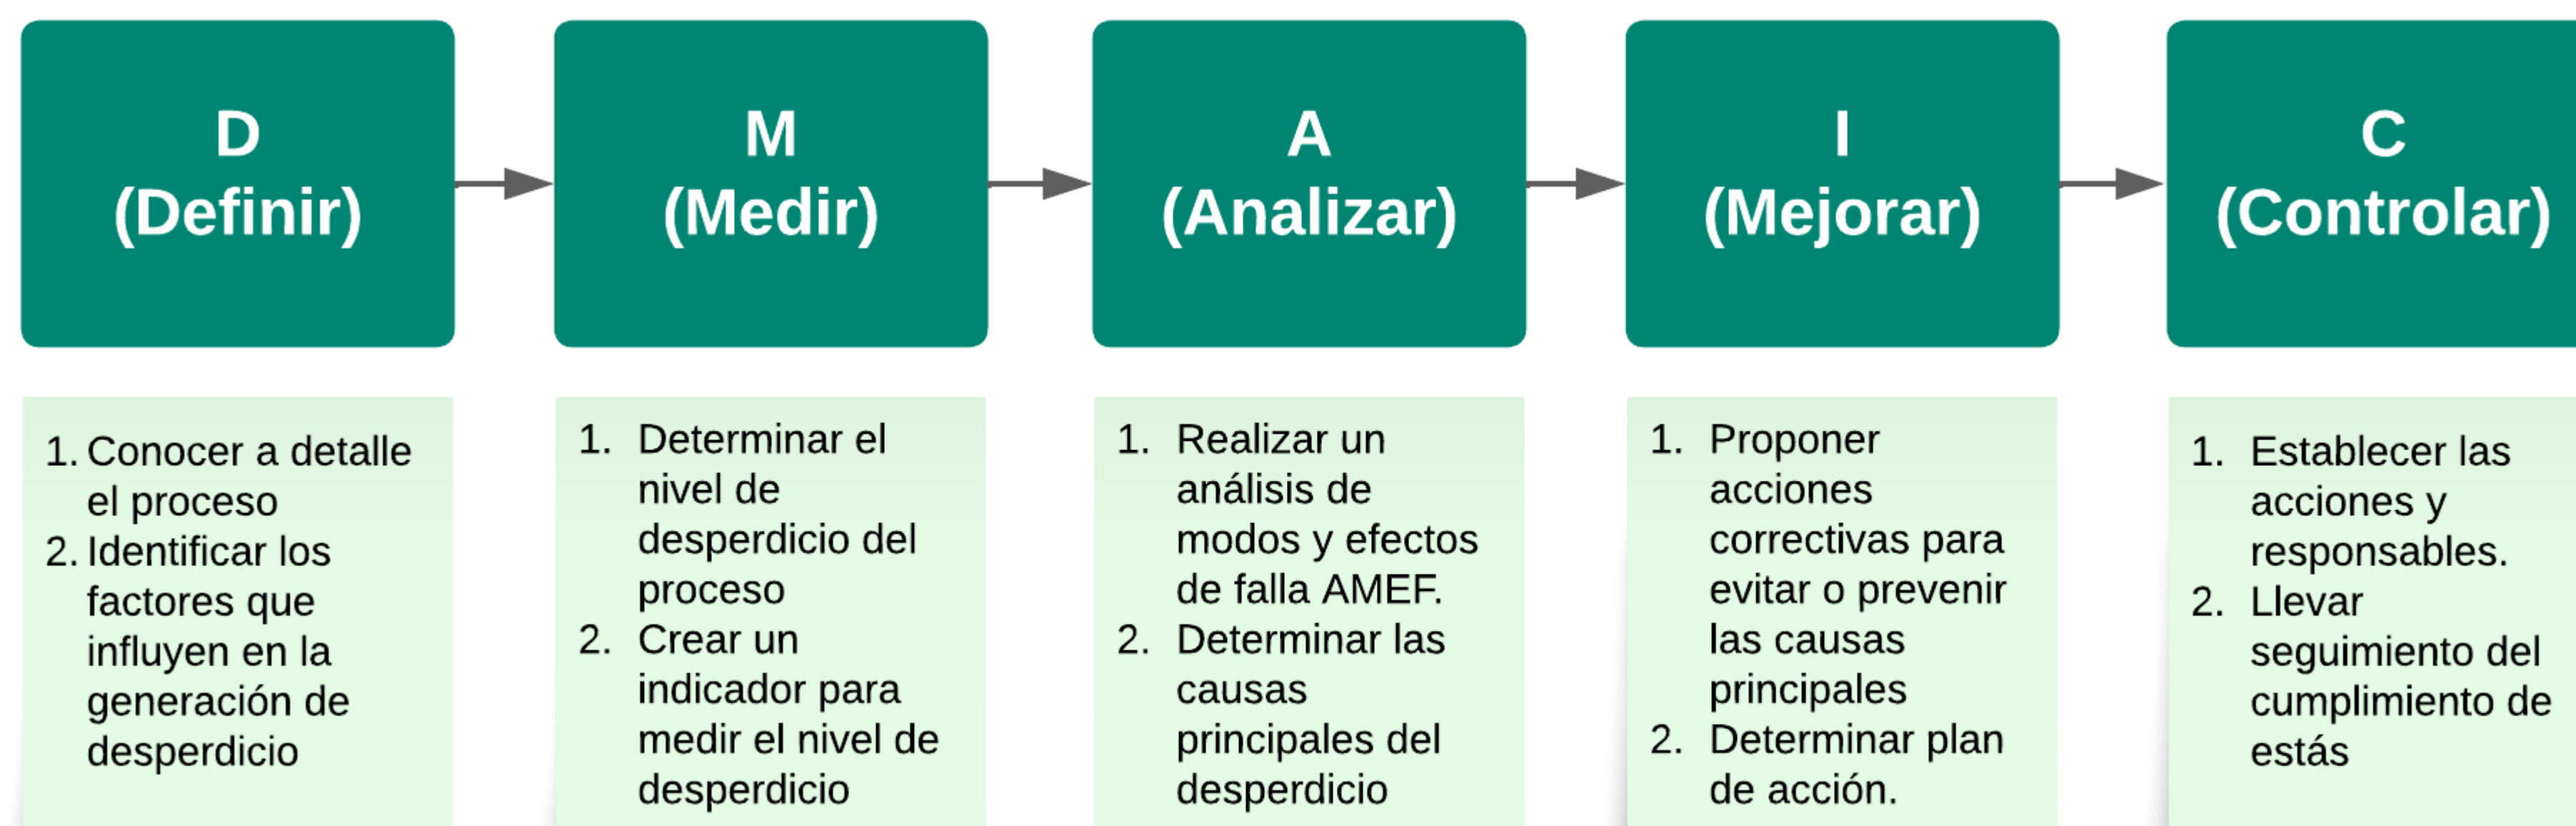 D
(Definir)
M
(Medir)
A
(Analizar)
I
(Mejorar)
C
(Controlar)
1. Conocer a detalle
el proceso
2. Identificar los
factores que
influyen en la
generación de
desperdicio
1. Determinar el
nivel de
desperdicio del
proceso
2. Crear un
indicador para
medir el nivel de
desperdicio
1. Realizar un
análisis de
modos y efectos
de falla AMEF.
2. Determinar las
causas
principales del
desperdicio
1. Proponer
acciones
correctivas para
evitar o prevenir
las causas
principales
2. Determinar plan
de acción.
1. Establecer las
acciones y
responsables.
2. Llevar
seguimiento del
cumplimiento de
estás